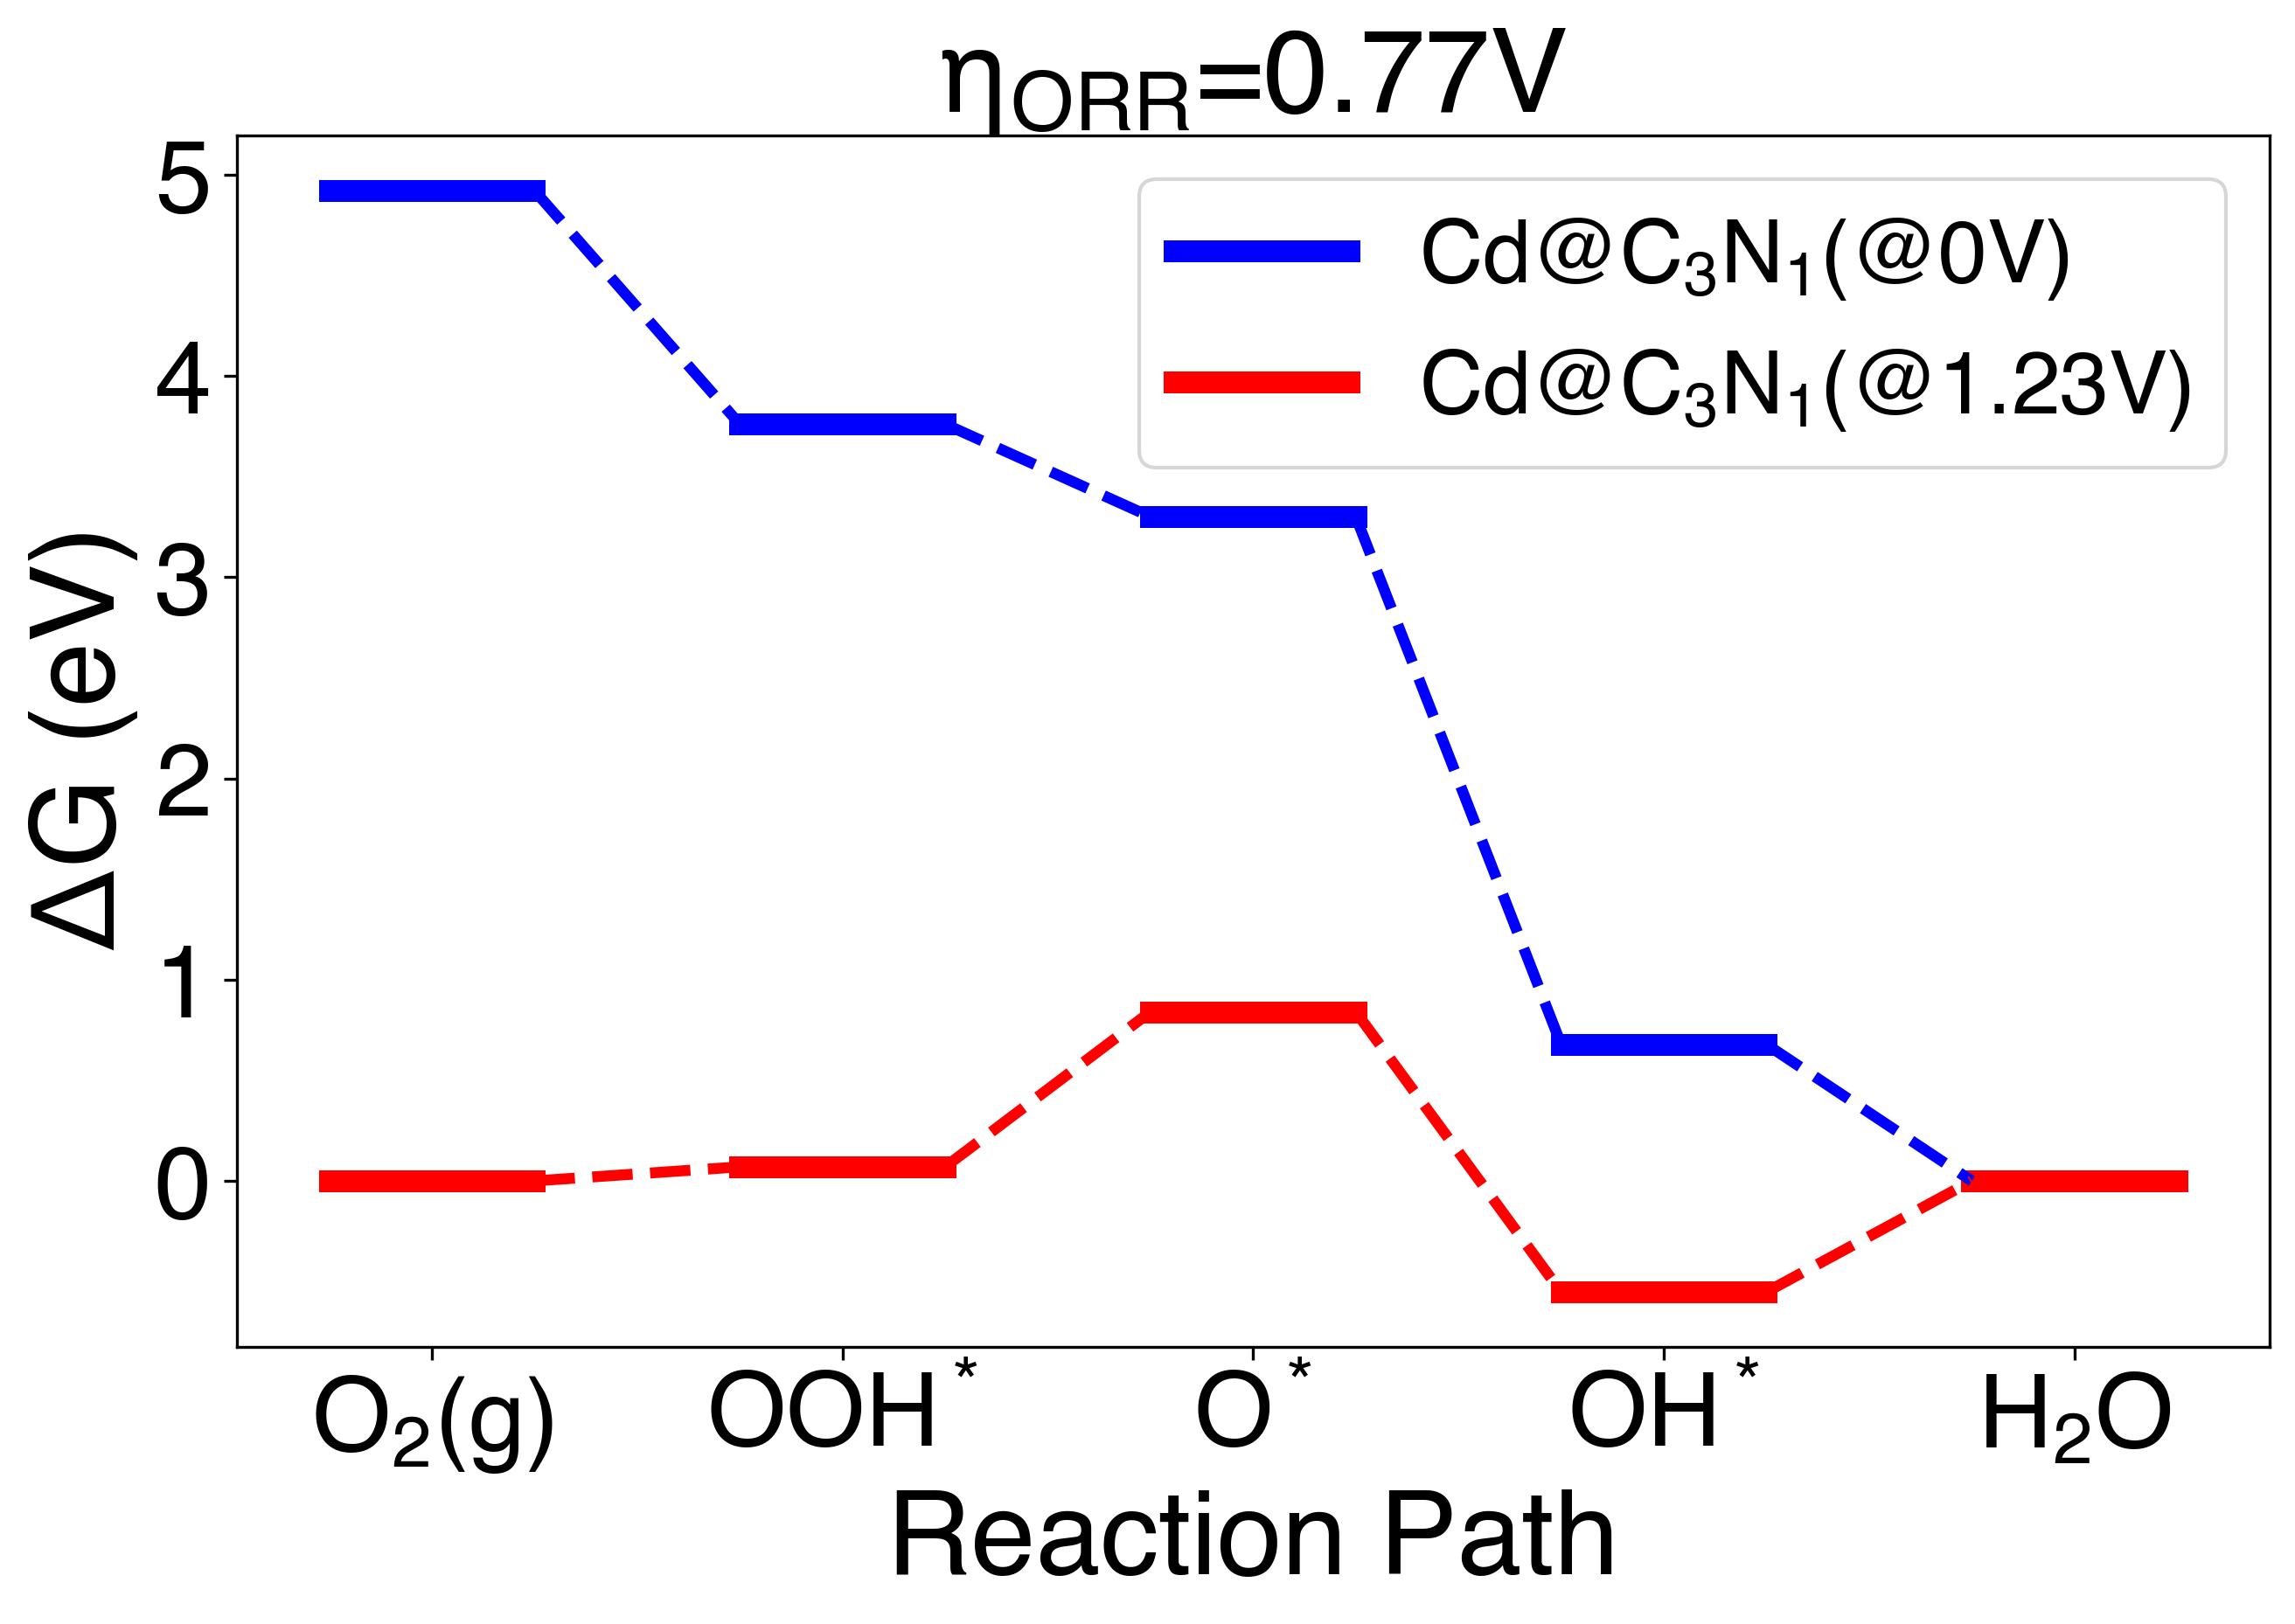 η_ORR=0.77V
Cd@C₃N₁(@0V)
Cd@C₃N₁(@1.23V)
ΔG (eV)
5
4
3
2
1
0
O₂(g) OOH* O* OH* H₂O
Reaction Path